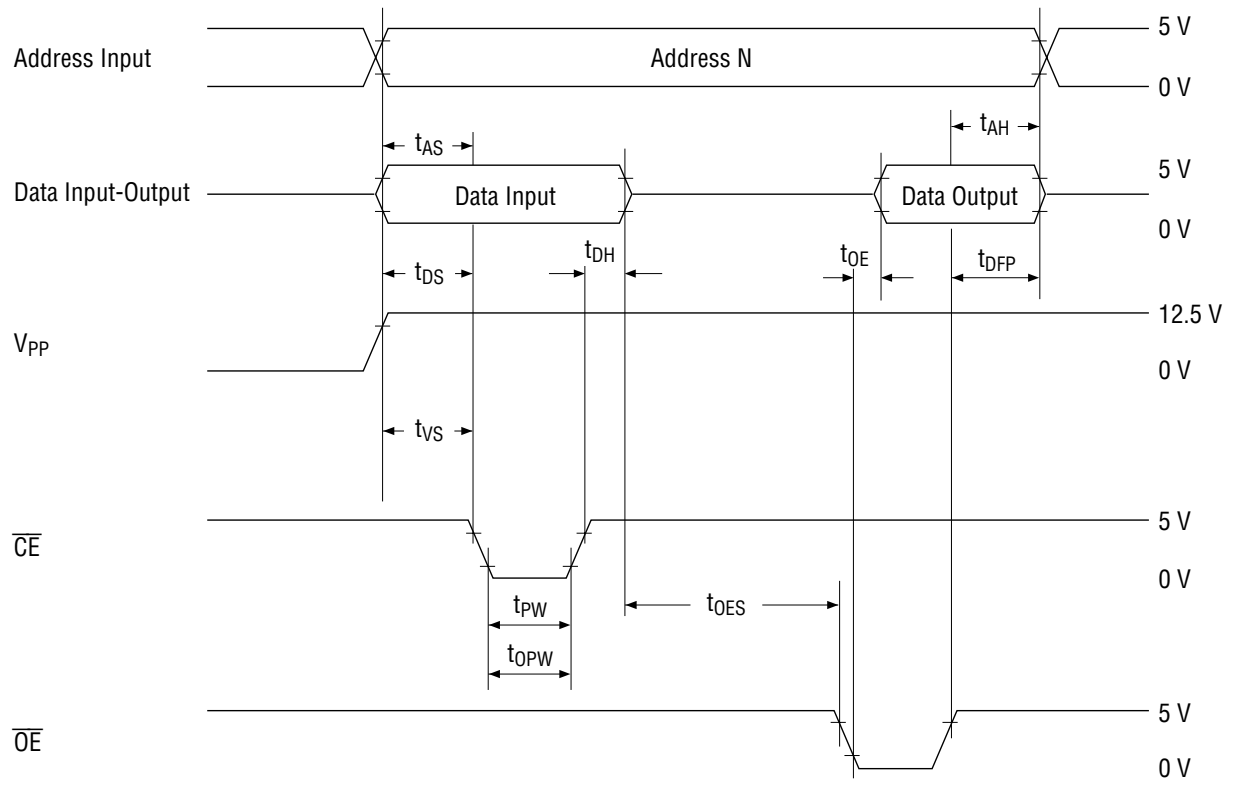 5 V
Address Input
Address N
0 V
tAH
tAS
5 V
Data Input-Output
Data Input
Data Output
0 V
tDH
tOE
tDS
tDFP
12.5 V
VPP
0 V
tVS
5 V
CE
0 V
tPW
tOES
tOPW
5 V
OE
0 V